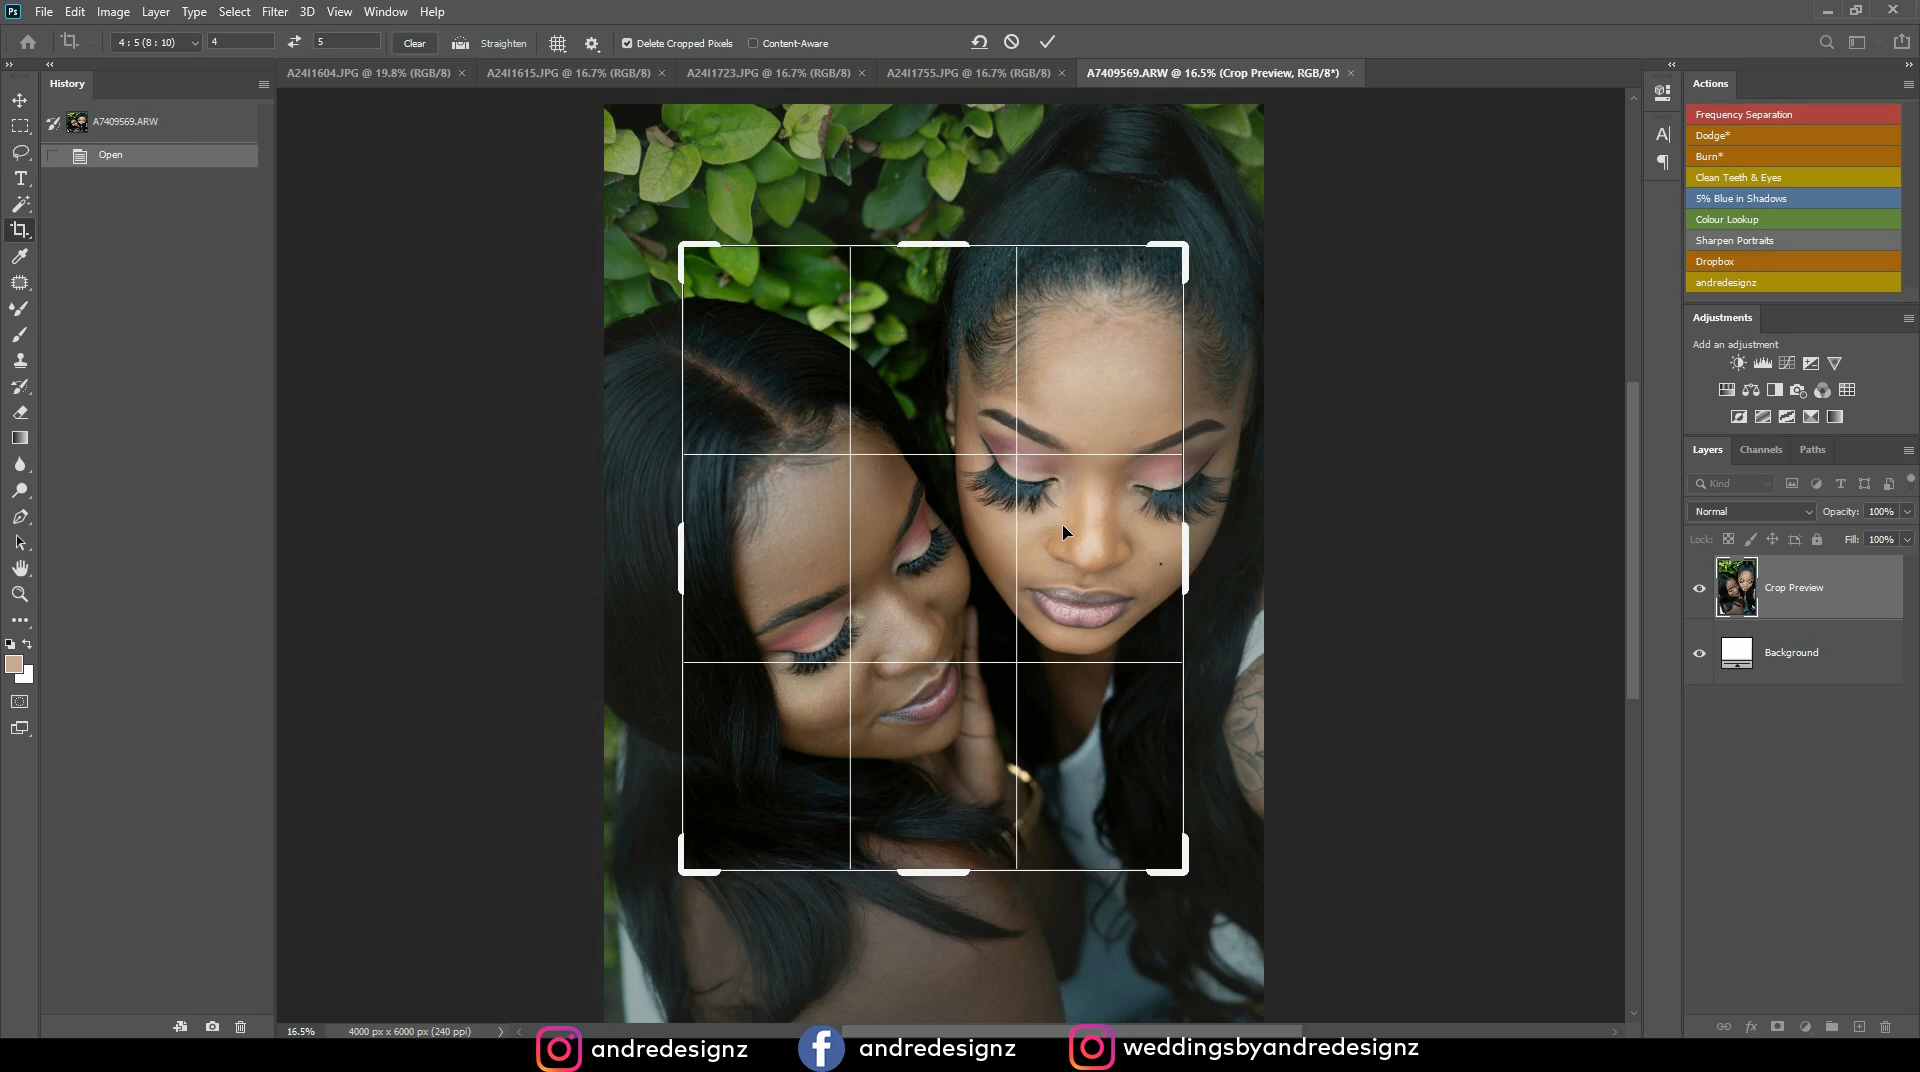 Ps File Edit Image Layer Type Select Filter 3D View Window Help
4 : 5 (8 : 10) 4 5 Clear Straighten Delete Cropped Pixels Content-Aware
A24I1604.JPG @ 19.8% (RGB/8) × A24I1615.JPG @ 16.7% (RGB/8) × A24I1723.JPG @ 16.7% (RGB/8) × A24I1755.JPG @ 16.7% (RGB/8) × A7409569.ARW @ 16.5% (Crop Preview, RGB/8*) ×
History
A7409569.ARW
Open
Actions
Frequency Separation
Dodge*
Burn*
Clean Teeth & Eyes
5% Blue in Shadows
Colour Lookup
Sharpen Portraits
Dropbox
andredesignz
Adjustments
Add an adjustment
Layers Channels Paths
Kind
Normal Opacity: 100%
Lock: Fill: 100%
Crop Preview
Background
16.5% 4000 px x 6000 px (240 ppi)
andredesignz andredesignz weddingsbyandredesignz